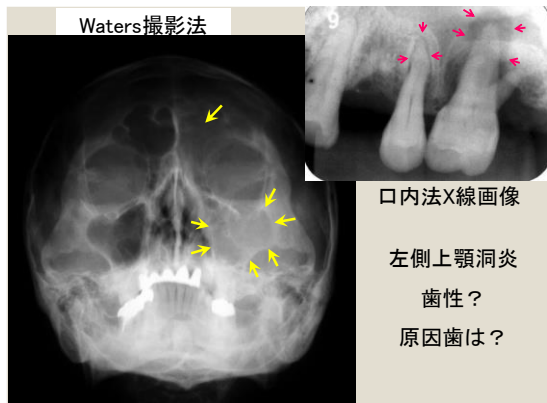 Waters撮影法
9
口内法X線画像
左側上顎洞炎
歯性？
原因歯は？